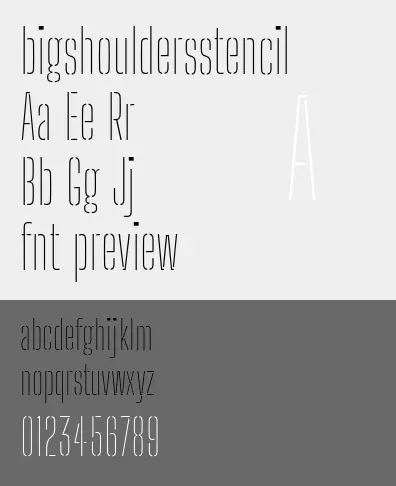 bigshouldersstencil
Aa Ee Rr
A
Bb Gg Jj
fnt preview
abcdefghijklm
nopqrstuvwxyz
0123456789